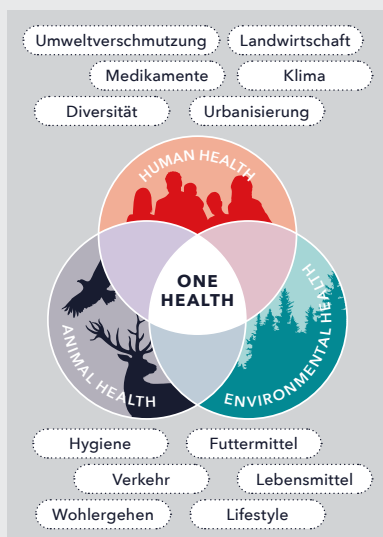 Umweltverschmutzung
Landwirtschaft
Medikamente
Klima
Diversität
Urbanisierung
HUMAN HEALTH
ONE
HEALTH
ANIMAL HEALTH
ENVIRONMENTAL HEALTH
Hygiene
Futtermittel
Verkehr
Lebensmittel
Wohlergehen
Lifestyle